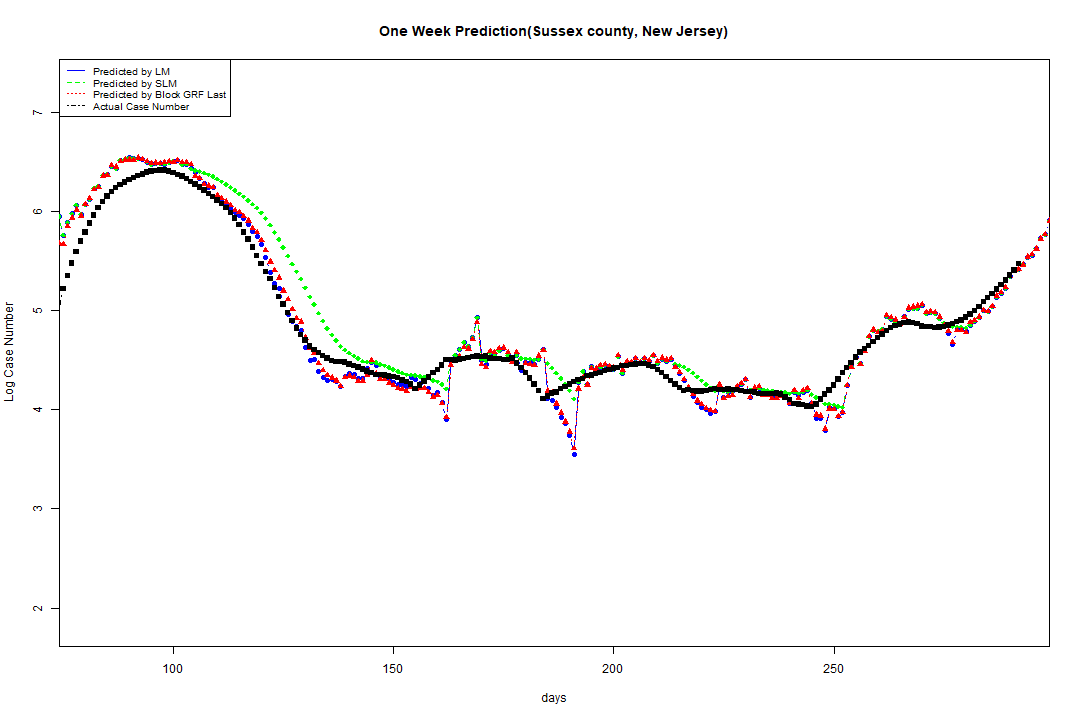 One Week Prediction(Sussex county, New Jersey)
Predicted by LM
Predicted by SLM
Predicted by Block GRF Last
Actual Case Number
Log Case Number
7
6
5
4
3
2
100 150 200 250
days